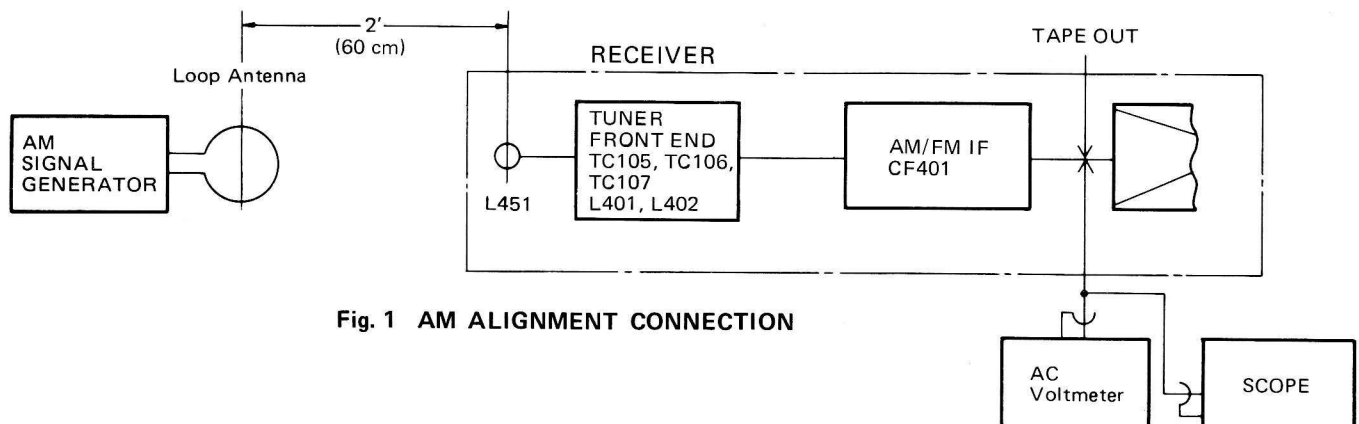 2'
(60 cm)
Loop Antenna
AM
SIGNAL
GENERATOR
RECEIVER
L451
TUNER
FRONT END
TC105, TC106,
TC107
L401, L402
AM/FM IF
CF401
TAPE OUT
AC
Voltmeter
SCOPE
Fig. 1 AM ALIGNMENT CONNECTION